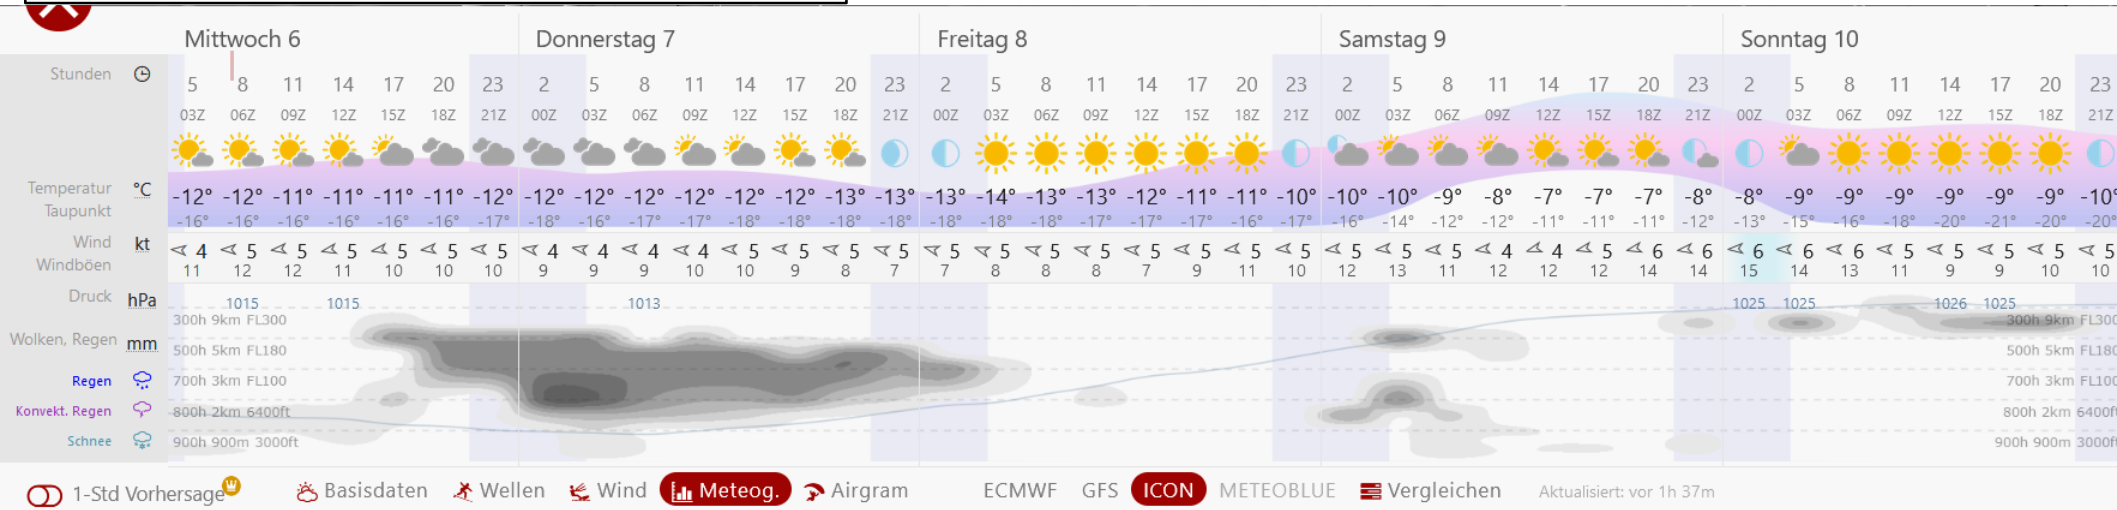 Mittwoch 6 Donnerstag 7 Freitag 8 Samstag 9 Sonntag 10
Stunden 5 8 11 14 17 20 23 2 5 8 11 14 17 20 23 2 5 8 11 14 17 20 23 2 5 8 11 14 17 20 23 2 5 8 11 14 17 20 23
03Z 06Z 09Z 12Z 15Z 18Z 21Z 00Z 03Z 06Z 09Z 12Z 15Z 18Z 21Z 00Z 03Z 06Z 09Z 12Z 15Z 18Z 21Z 00Z 03Z 06Z 09Z 12Z 15Z 18Z 21Z 00Z 03Z 06Z 09Z 12Z 15Z 18Z 21Z
Temperatur °C -12° -12° -11° -11° -11° -11° -12° -12° -12° -12° -12° -12° -12° -13° -13° -13° -14° -13° -13° -12° -11° -11° -10° -10° -10° -9° -8° -7° -7° -7° -8° -8° -9° -9° -9° -9° -9° -9° -10°
Taupunkt -16° -16° -16° -16° -16° -16° -17° -18° -16° -17° -17° -18° -18° -18° -18° -18° -18° -18° -17° -17° -17° -16° -17° -16° -14° -12° -12° -11° -11° -11° -12° -13° -15° -16° -18° -20° -21° -20° -20°
Wind kt 4 5 5 5 5 5 5 4 4 4 4 5 5 5 5 5 5 5 5 5 5 5 5 5 5 5 4 4 5 6 6 6 6 6 5 5 5 5 5
Windböen 11 12 12 11 10 10 10 9 9 9 10 10 9 8 7 7 8 8 8 7 9 11 10 12 13 11 12 12 12 14 14 15 14 13 11 9 9 10 10
Druck hPa 1015 1015 1013 1025 1025 1026 1025
300h 9km FL300 300h 9km FL300
Wolken, Regen mm
500h 5km FL180 500h 5km FL180
Regen 700h 3km FL100 700h 3km FL100
Konvekt. Regen 800h 2km 6400ft 800h 2km 6400ft
Schnee 900h 900m 3000ft 900h 900m 3000ft
1-Std Vorhersage Basisdaten Wellen Wind Meteog. Airgram ECMWF GFS ICON METEOBLUE Vergleichen Aktualisiert: vor 1h 37m